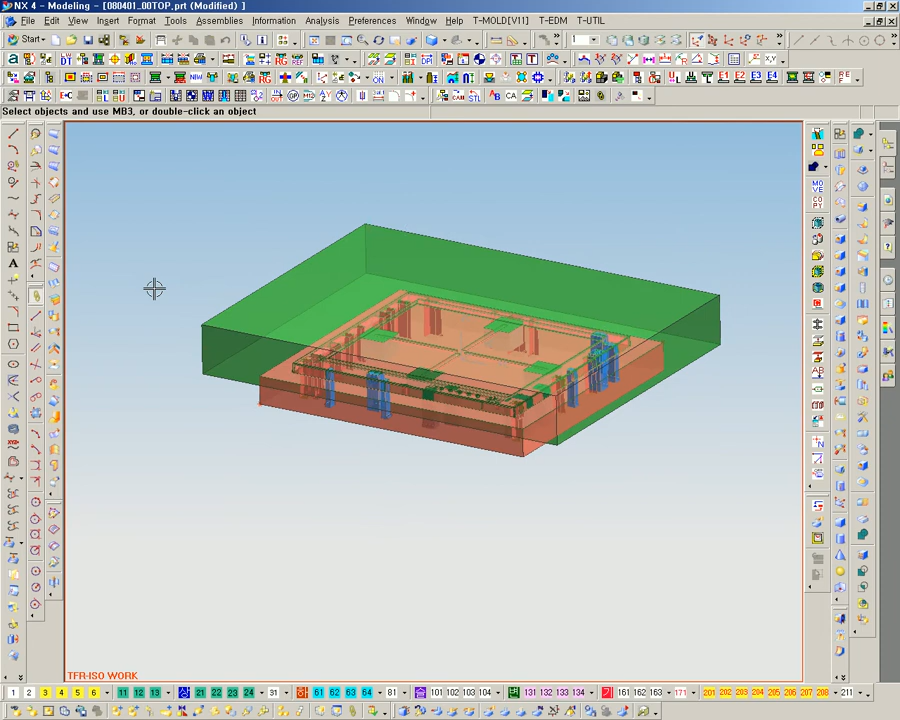 NX 4 - Modeling - [080401_00TOP.prt (Modified) ]
File Edit View Insert Format Tools Assemblies Information Analysis Preferences Window Help T-MOLD[V11] T-EDM T-UTIL
Start
Select objects and use MB3, or double-click an object
MOVE
COPY
TFR-ISO WORK
1 2 3 4 5 6 11 12 13 21 22 23 24 31 61 62 63 64 81 101 102 103 104 131 132 133 134 161 162 163 171 201 202 203 204 205 206 207 208 211